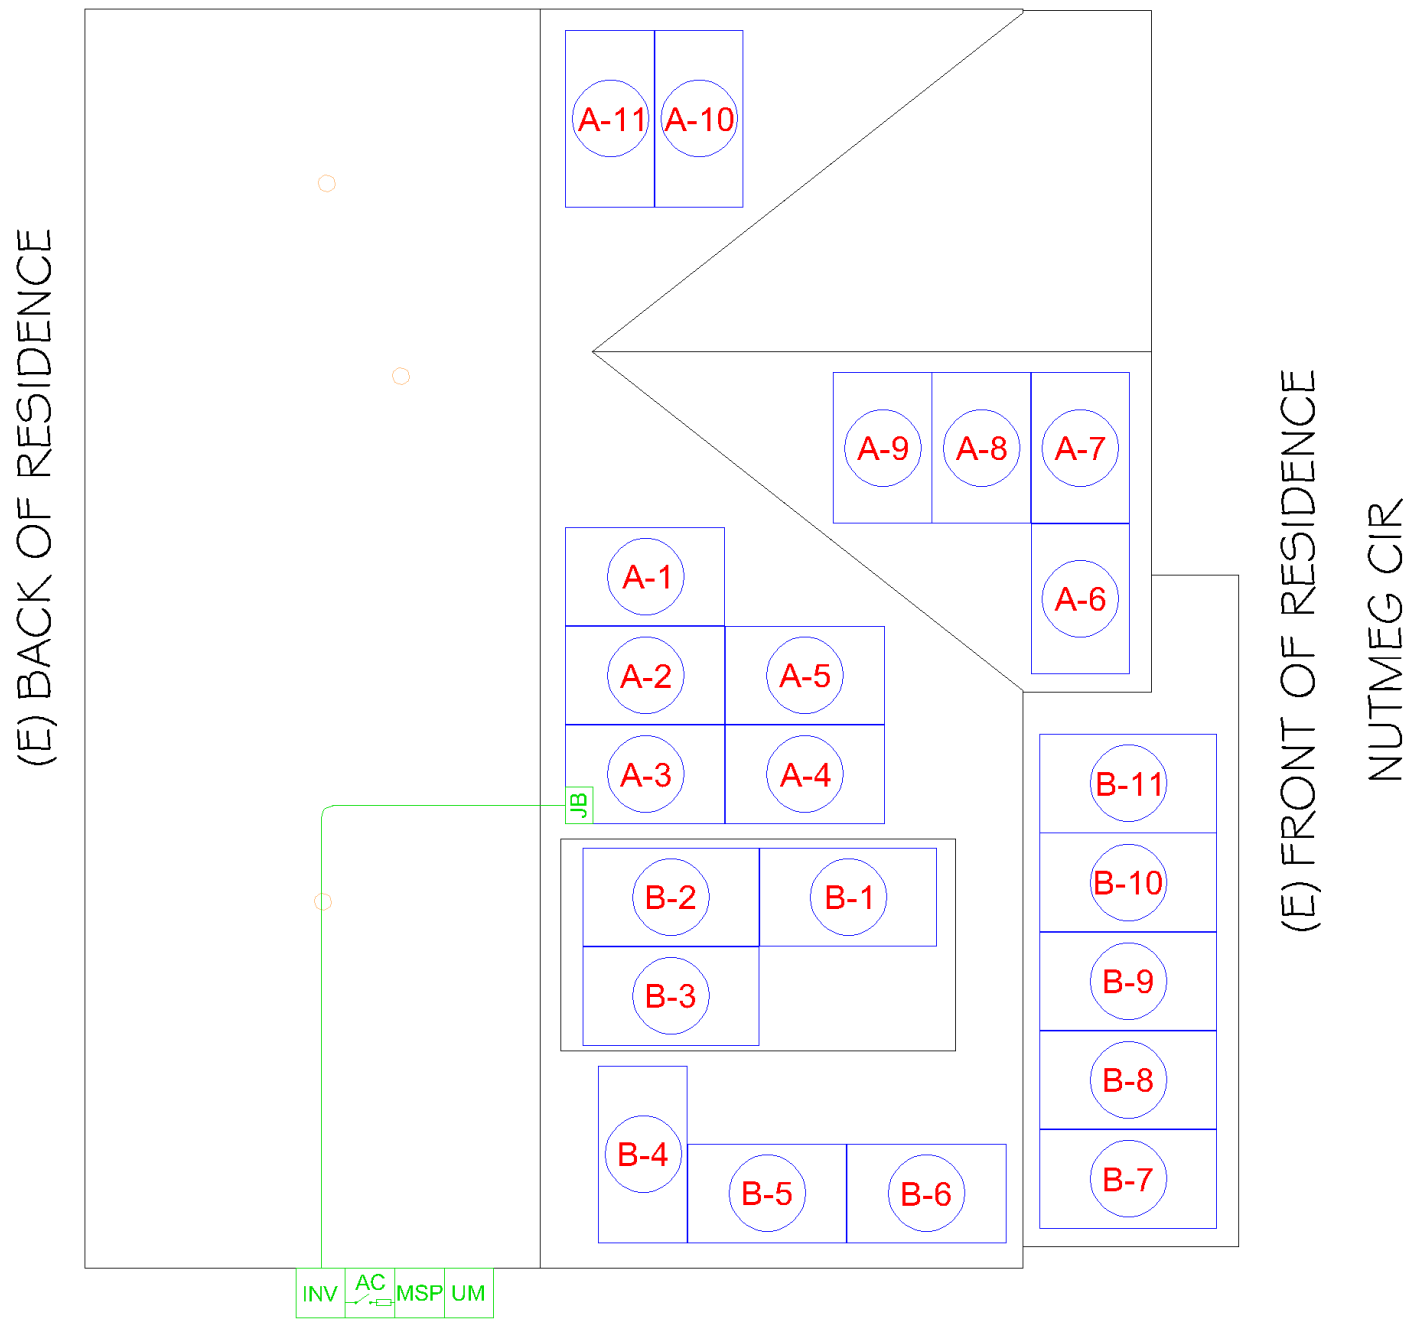 A-11 A-10
(E) BACK OF RESIDENCE
A-9 A-8 A-7
A-6
A-1
A-2 A-5
A-3 A-4
JB
B-2 B-1
B-3
B-4
B-5 B-6
B-11
B-10
B-9
B-8
B-7
(E) FRONT OF RESIDENCE
NUTMEG CIR
INV AC MSP UM